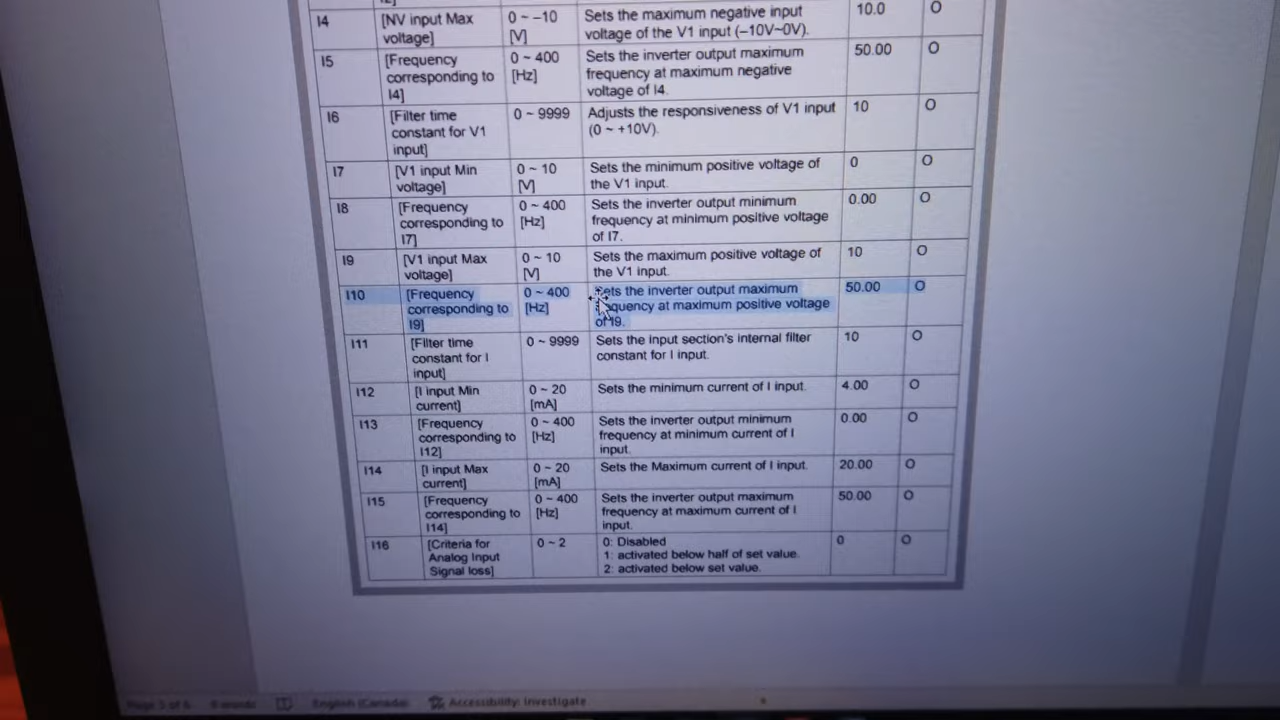 I4 [NV input Max voltage] 0 ~ –10 [V] Sets the maximum negative input voltage of the V1 input (–10V~0V). 10.0 O
I5 [Frequency corresponding to I4] 0 ~ 400 [Hz] Sets the inverter output maximum frequency at maximum negative voltage of I4. 50.00 O
I6 [Filter time constant for V1 input] 0 ~ 9999 Adjusts the responsiveness of V1 input (0 ~ +10V). 10 O
I7 [V1 input Min voltage] 0 ~ 10 [V] Sets the minimum positive voltage of the V1 input. 0 O
I8 [Frequency corresponding to I7] 0 ~ 400 [Hz] Sets the inverter output minimum frequency at minimum positive voltage of I7. 0.00 O
I9 [V1 input Max voltage] 0 ~ 10 [V] Sets the maximum positive voltage of the V1 input. 10 O
I10 [Frequency corresponding to I9] 0 ~ 400 [Hz] Sets the inverter output maximum frequency at maximum positive voltage of I9. 50.00 O
I11 [Filter time constant for I input] 0 ~ 9999 Sets the input section's internal filter constant for I input. 10 O
I12 [I input Min current] 0 ~ 20 [mA] Sets the minimum current of I input. 4.00 O
I13 [Frequency corresponding to I12] 0 ~ 400 [Hz] Sets the inverter output minimum frequency at minimum current of I input. 0.00 O
I14 [I input Max current] 0 ~ 20 [mA] Sets the Maximum current of I input. 20.00 O
I15 [Frequency corresponding to I14] 0 ~ 400 [Hz] Sets the inverter output maximum frequency at maximum current of I input. 50.00 O
I16 [Criteria for Analog Input Signal loss] 0 ~ 2 0: Disabled 1: activated below half of set value. 2: activated below set value. 0 O
Page 5 of 6 English (Canada) Accessibility: Investigate